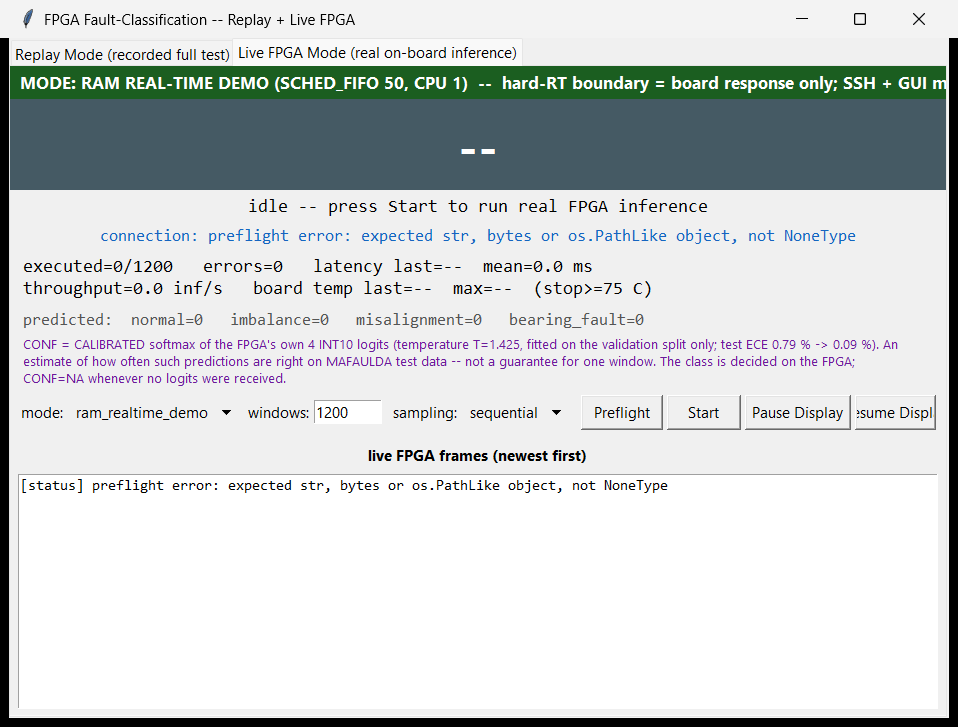 FPGA Fault-Classification -- Replay + Live FPGA
Replay Mode (recorded full test) Live FPGA Mode (real on-board inference)
MODE: RAM REAL-TIME DEMO (SCHED_FIFO 50, CPU 1) -- hard-RT boundary = board response only; SSH + GUI m
--
idle -- press Start to run real FPGA inference
connection: preflight error: expected str, bytes or os.PathLike object, not NoneType
executed=0/1200 errors=0 latency last=-- mean=0.0 ms
throughput=0.0 inf/s board temp last=-- max=-- (stop>=75 C)
predicted: normal=0 imbalance=0 misalignment=0 bearing_fault=0
CONF = CALIBRATED softmax of the FPGA's own 4 INT10 logits (temperature T=1.425, fitted on the validation split only; test ECE 0.79 % -> 0.09 %). An
estimate of how often such predictions are right on MAFAULDA test data -- not a guarantee for one window. The class is decided on the FPGA;
CONF=NA whenever no logits were received.
mode: ram_realtime_demo windows: 1200 sampling: sequential Preflight Start Pause Display esume Displ
live FPGA frames (newest first)
[status] preflight error: expected str, bytes or os.PathLike object, not NoneType